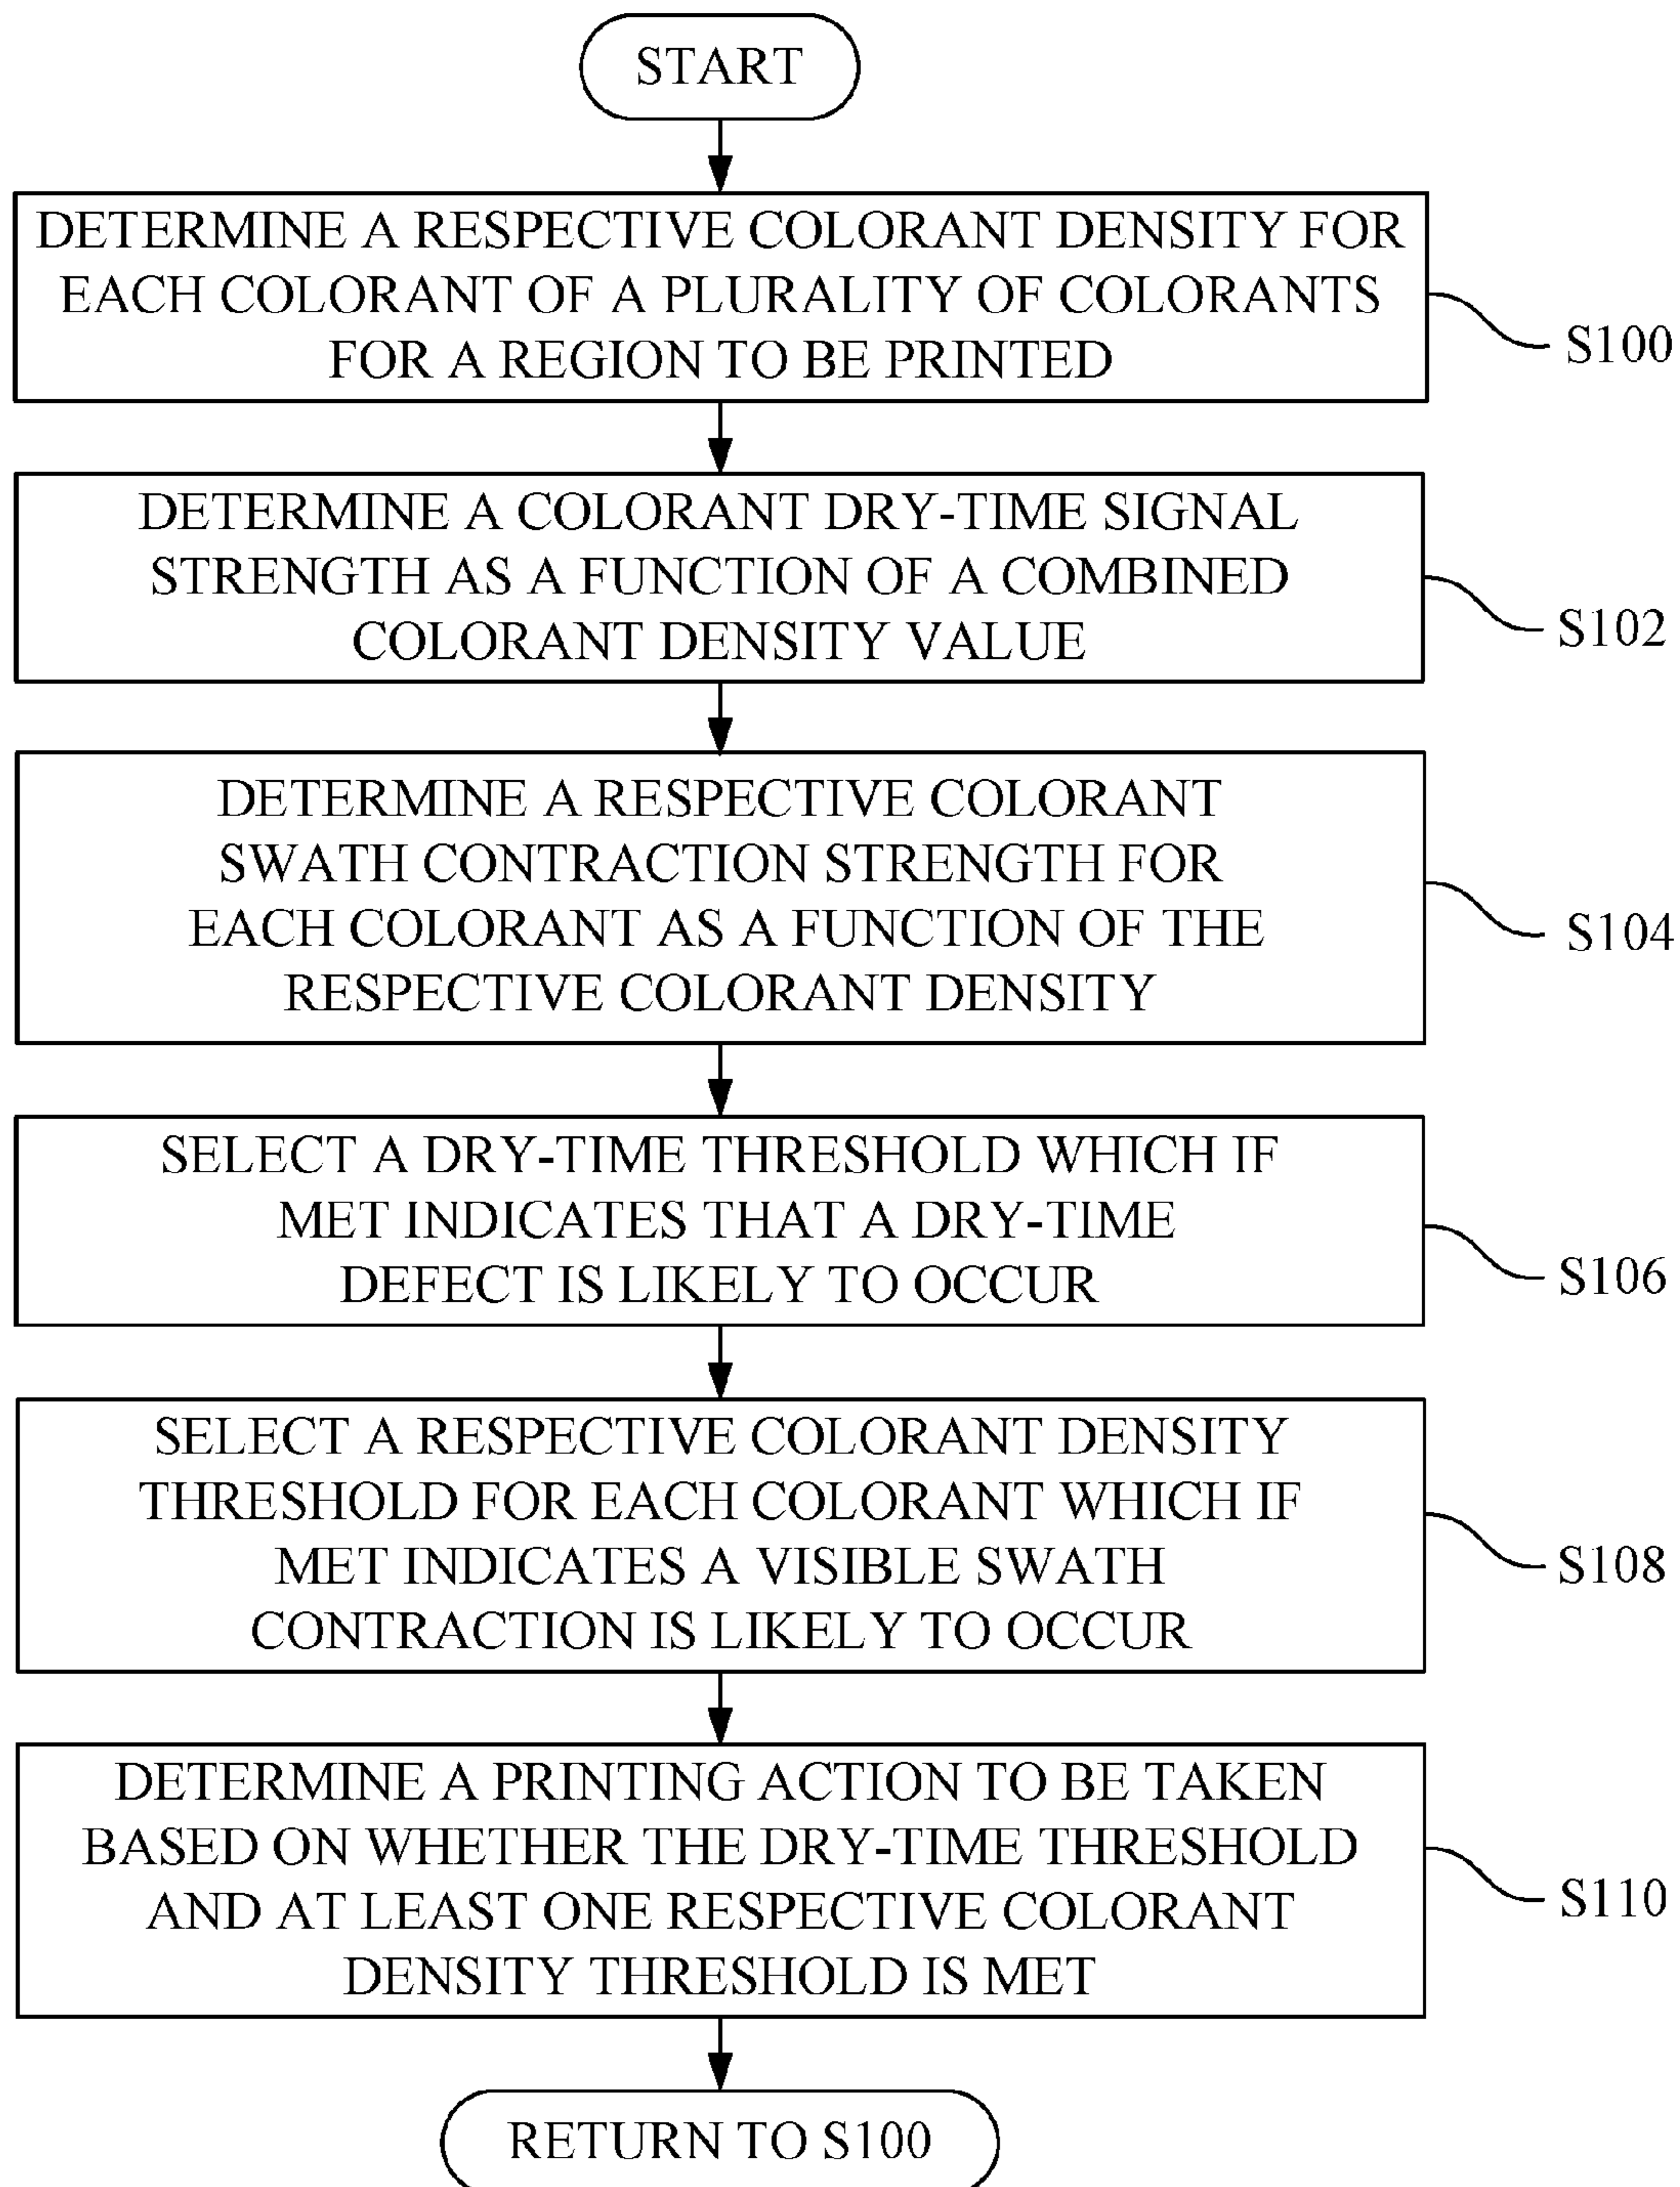 START
DETERMINE A RESPECTIVE COLORANT DENSITY FOR
EACH COLORANT OF A PLURALITY OF COLORANTS
FOR A REGION TO BE PRINTED
S100
DETERMINE A COLORANT DRY-TIME SIGNAL
STRENGTH AS A FUNCTION OF A COMBINED
COLORANT DENSITY VALUE
S102
DETERMINE A RESPECTIVE COLORANT
SWATH CONTRACTION STRENGTH FOR
EACH COLORANT AS A FUNCTION OF THE
RESPECTIVE COLORANT DENSITY
S104
SELECT A DRY-TIME THRESHOLD WHICH IF
MET INDICATES THAT A DRY-TIME
DEFECT IS LIKELY TO OCCUR
S106
SELECT A RESPECTIVE COLORANT DENSITY
THRESHOLD FOR EACH COLORANT WHICH IF
MET INDICATES A VISIBLE SWATH
CONTRACTION IS LIKELY TO OCCUR
S108
DETERMINE A PRINTING ACTION TO BE TAKEN
BASED ON WHETHER THE DRY-TIME THRESHOLD
AND AT LEAST ONE RESPECTIVE COLORANT
DENSITY THRESHOLD IS MET
S110
RETURN TO S100